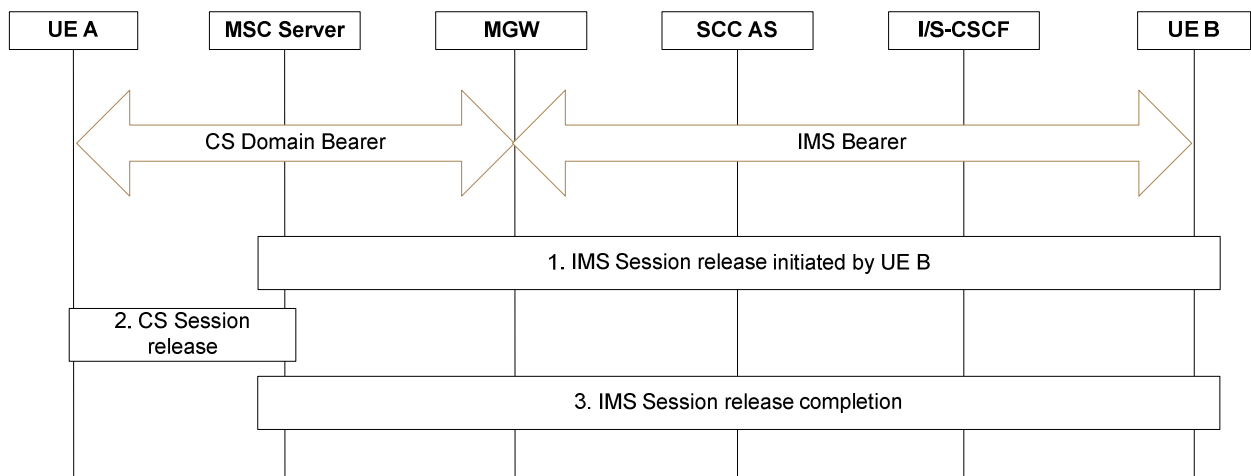 UE A
MSC Server
MGW
SCC AS
I/S-CSCF
UE B
CS Domain Bearer
IMS Bearer
1. IMS Session release initiated by UE B
2. CS Session
release
3. IMS Session release completion